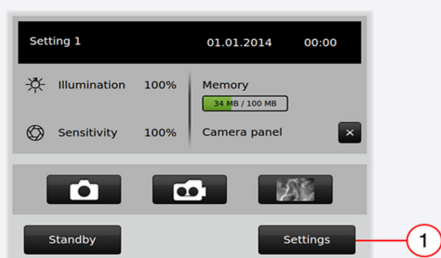 Setting 1 01.01.2014 00:00
Illumination 100% Memory
34 MB / 100 MB
Sensitivity 100% Camera panel
Standby Settings 1